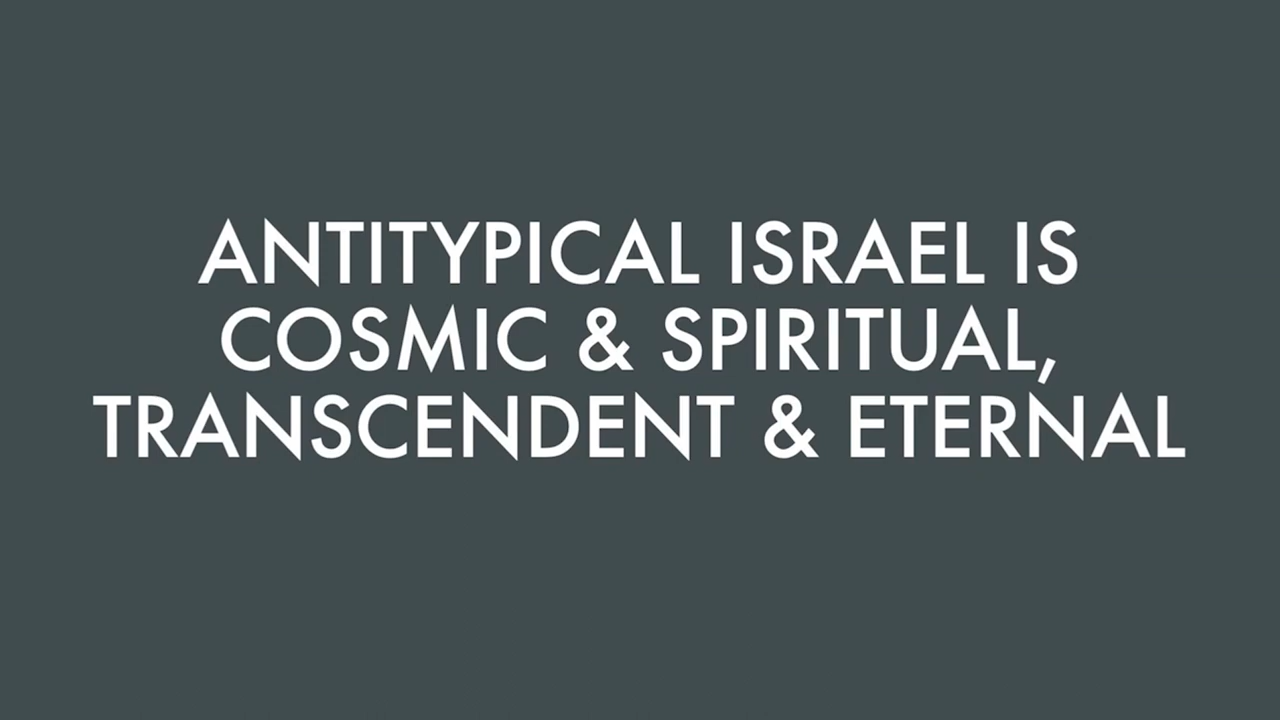 ANTITYPICAL ISRAEL IS
COSMIC & SPIRITUAL,
TRANSCENDENT & ETERNAL